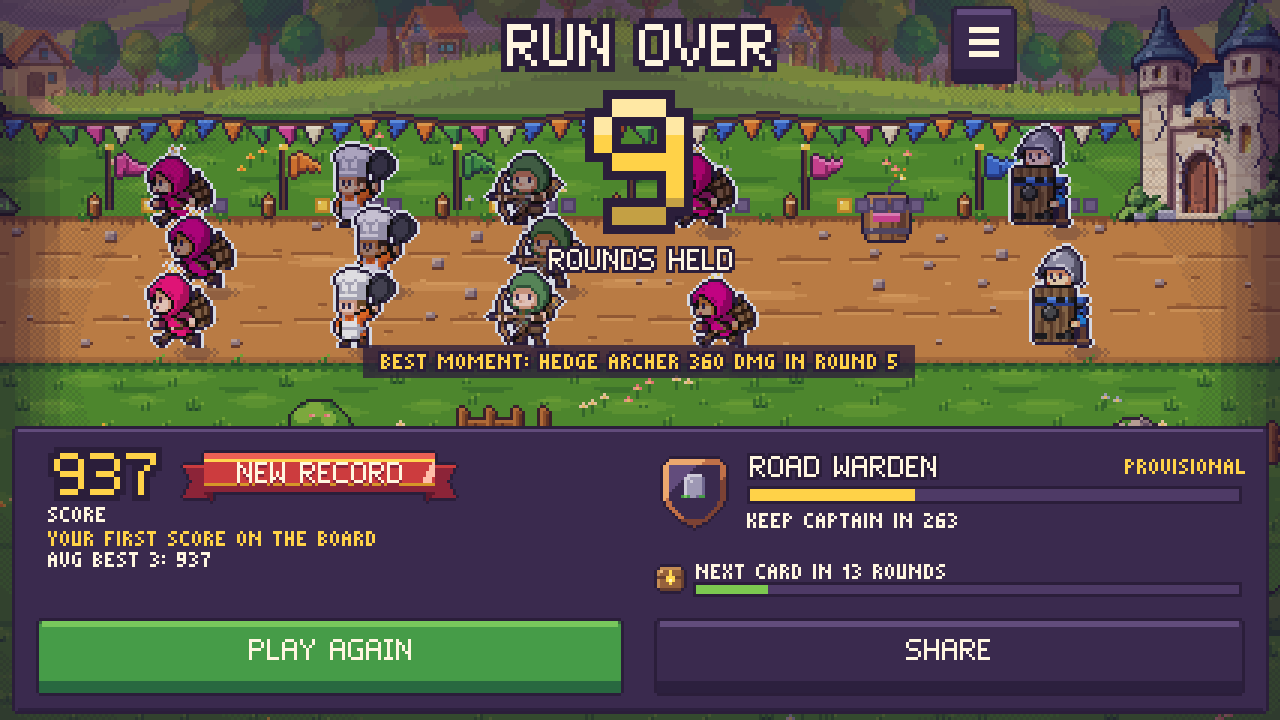 RUN OVER
9
ROUNDS HELD
BEST MOMENT: HEDGE ARCHER 360 DMG IN ROUND 5
937
NEW RECORD
SCORE
YOUR FIRST SCORE ON THE BOARD
AVG BEST 3: 937
ROAD WARDEN
PROVISIONAL
KEEP CAPTAIN IN 263
NEXT CARD IN 13 ROUNDS
PLAY AGAIN
SHARE